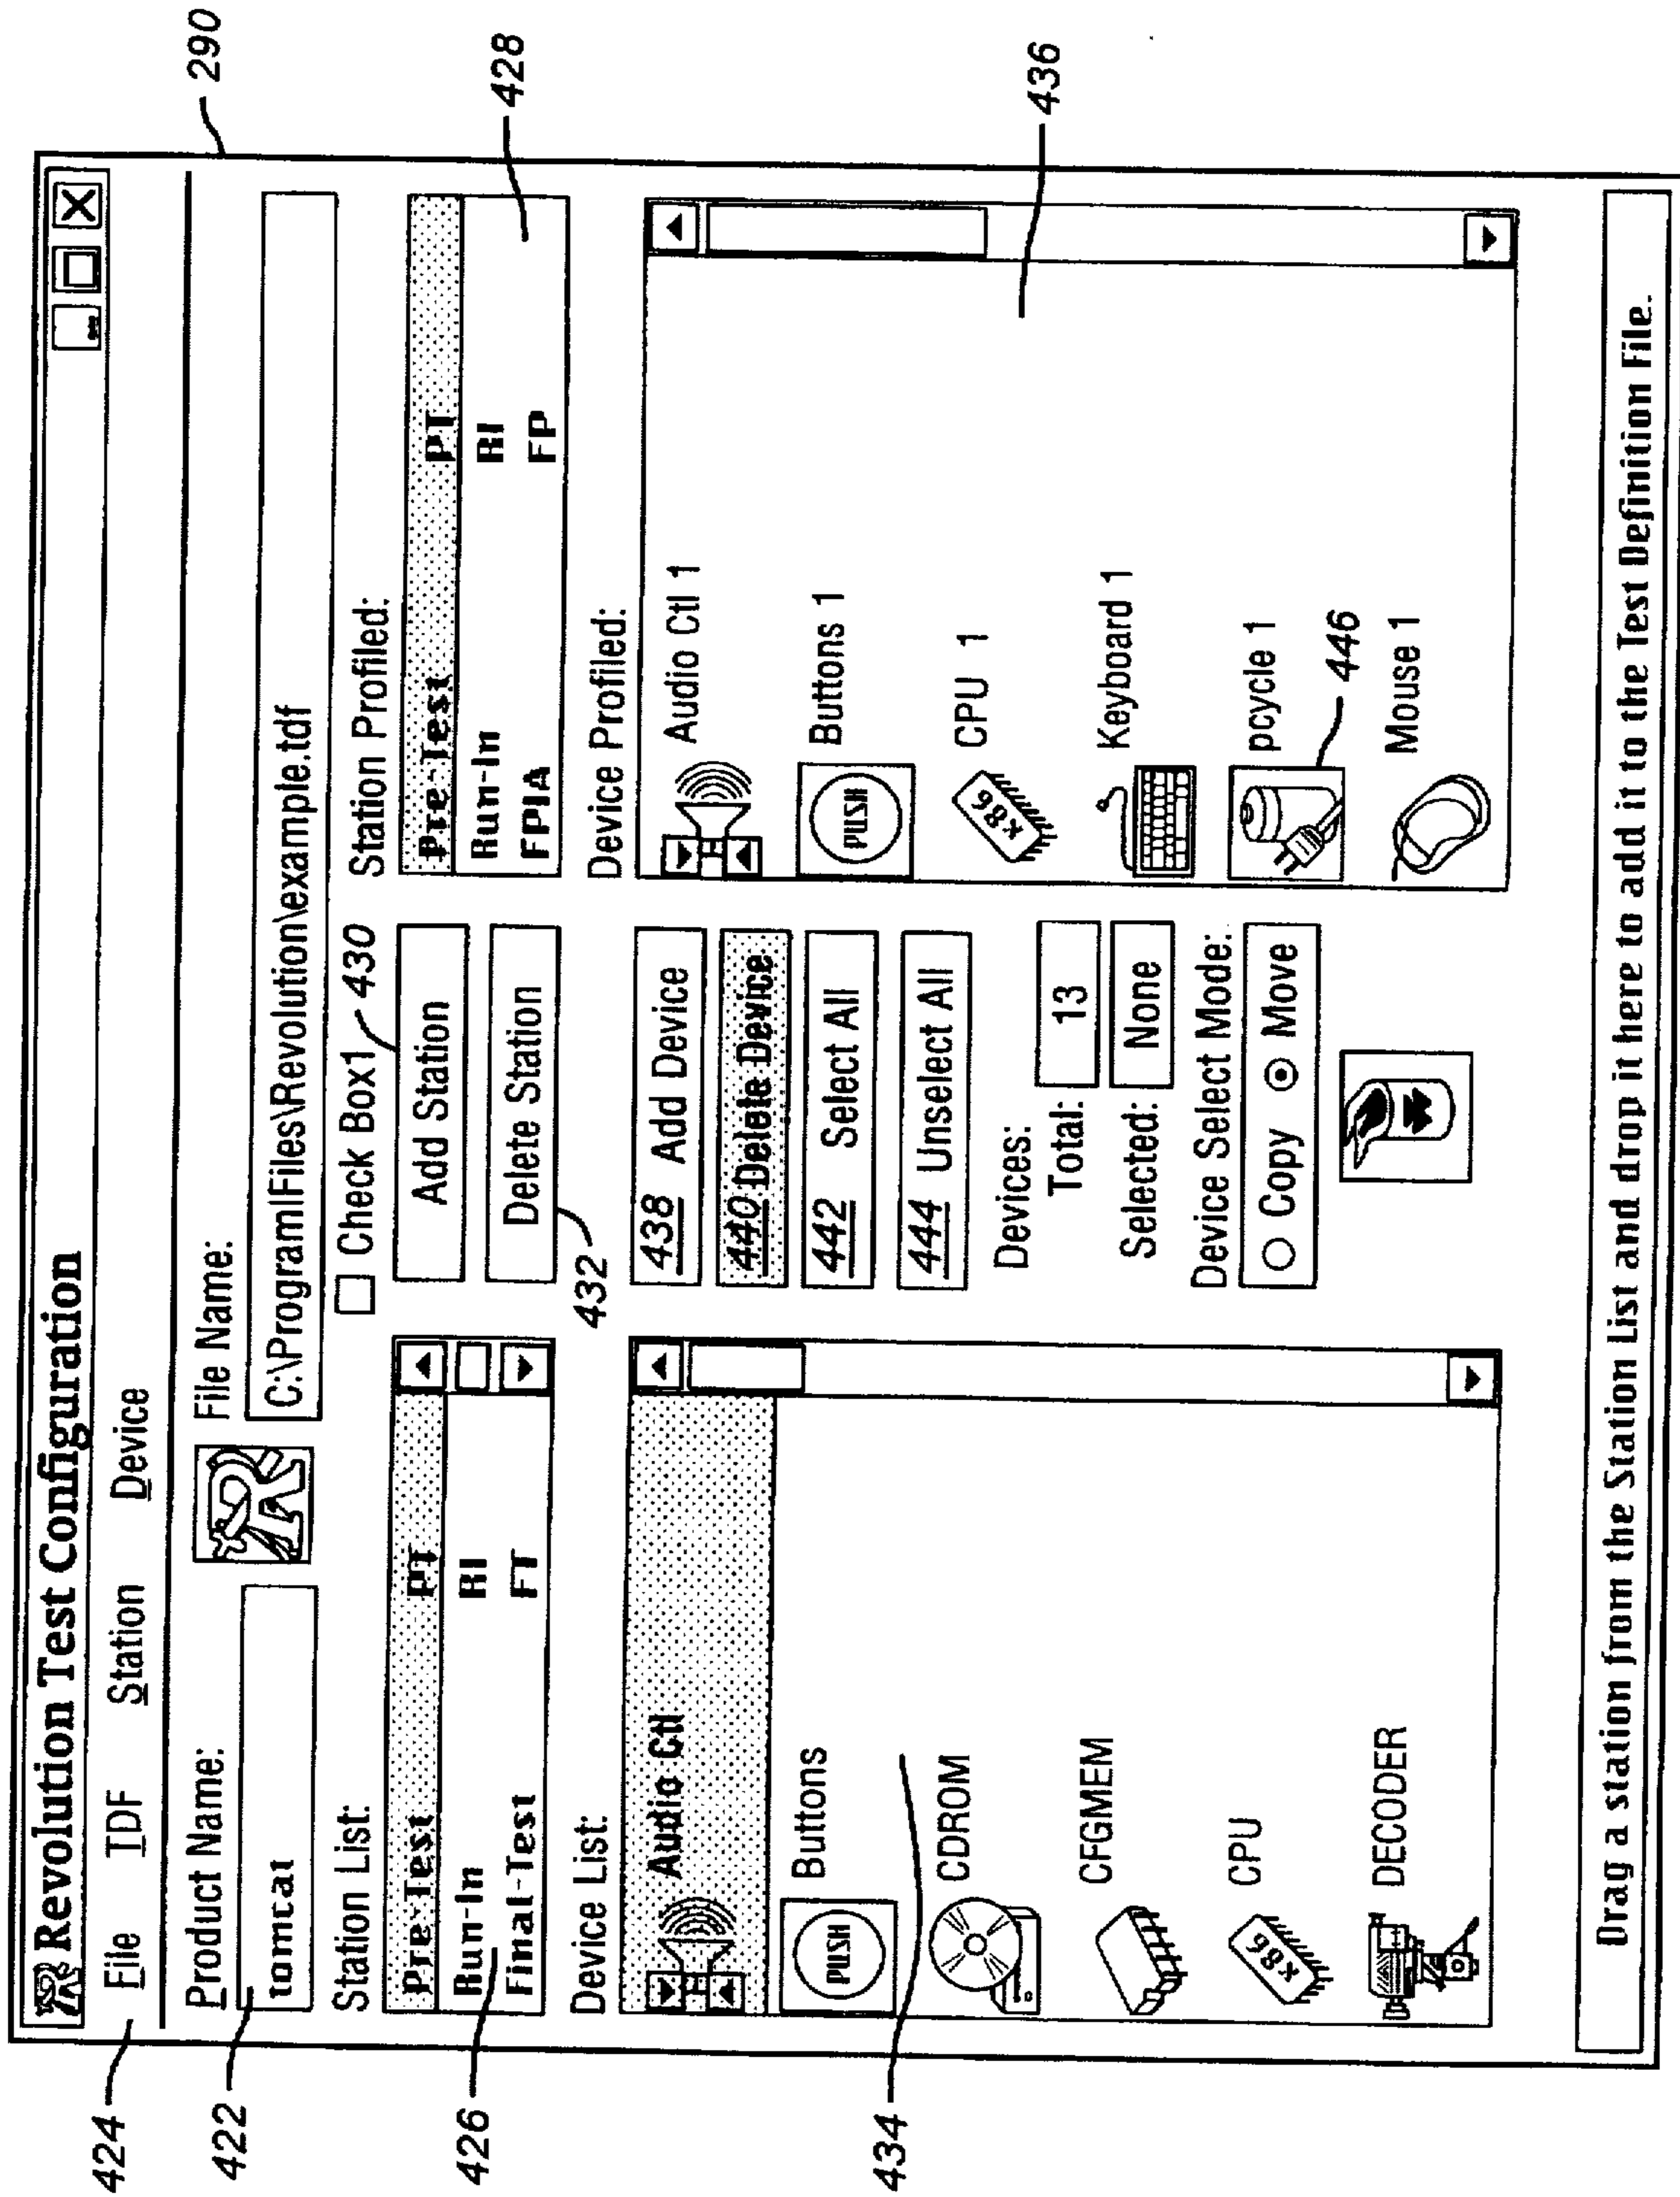 290
Revolution Test Configuration
424
File TDF Station Device
422
Product Name:
tomcat
File Name:
C:\ProgramFiles\Revolution\example.tdf
Check Box1
430
Station List:
Pre-Test PT
Run-In RI
Final-Test FT
426
Add Station
Delete Station
432
Station Profiled:
Pre-Test PT
Run-In RI
FPIA FP
428
Device List:
Audio Ctl
PUSH Buttons
CDROM
CFGMEM
x86 CPU
DECODER
434
438 Add Device
440 Delete Device
442 Select All
444 Unselect All
Devices:
Total: 13
Selected: None
Device Select Mode:
Copy Move
Device Profiled:
Audio Ctl 1
PUSH Buttons 1
x86 CPU 1
Keyboard 1
pcycle 1
446
Mouse 1
436
Drag a station from the Station List and drop it here to add it to the Test Definition File.